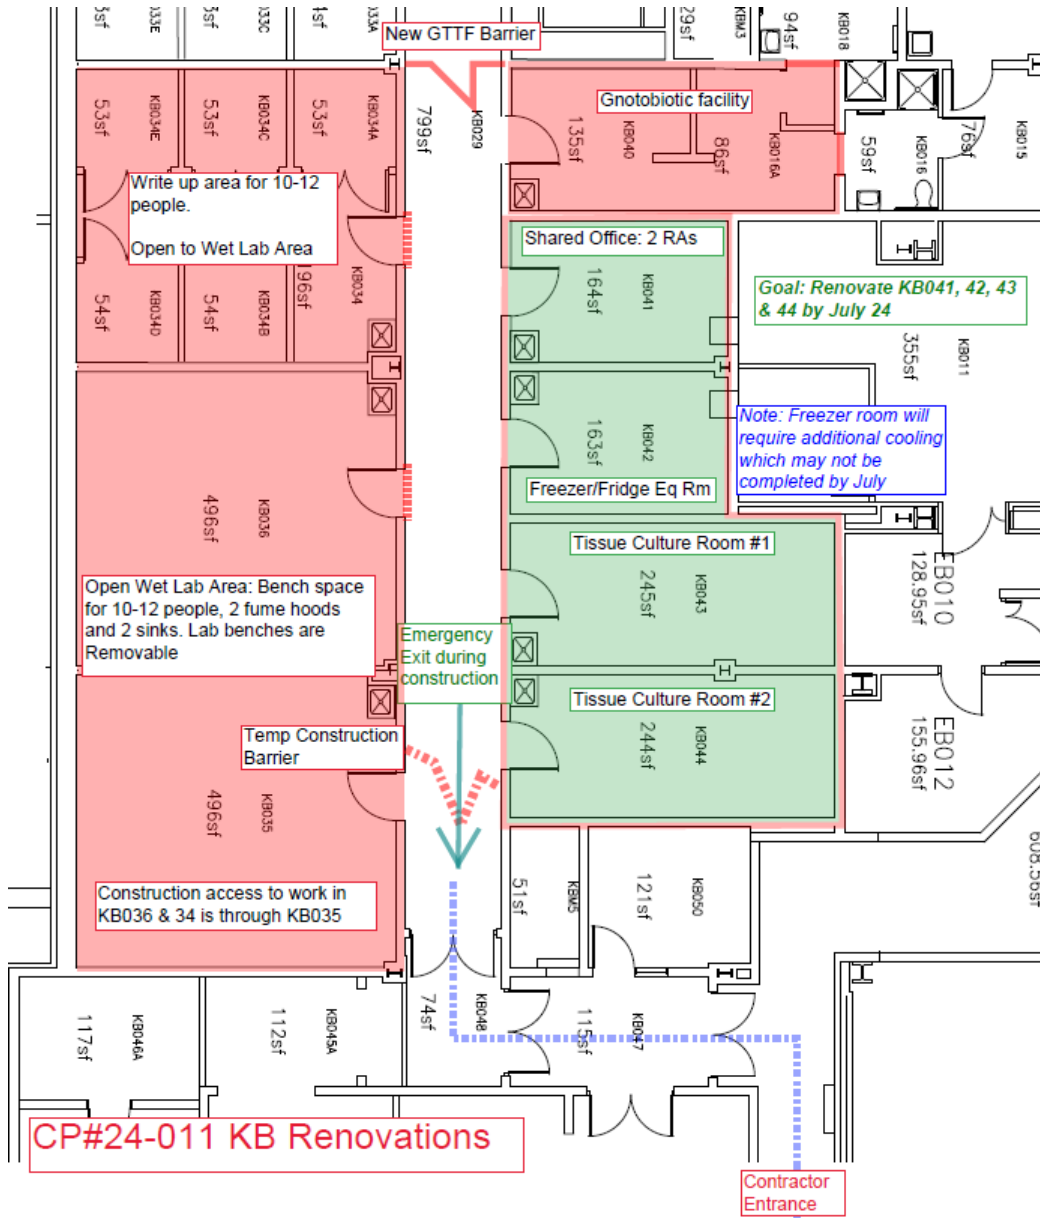 033E
033C
033A
New GTTF Barrier
29sf
KBM3
94sf
KB018
53sf
KB034E
53sf
KB034C
53sf
KB034A
799sf
KB029
Gnotobiotic facility
135sf
KB040
86sf
KB016A
59sf
KB016
76sf
KB015
Write up area for 10-12
people.
Open to Wet Lab Area
54sf
KB034D
54sf
KB034B
196sf
KB034
Shared Office: 2 RAs
164sf
KB041
Goal: Renovate KB041, 42, 43
& 44 by July 24
355sf
KB011
163sf
KB042
Freezer/Fridge Eq Rm
Note: Freezer room will
require additional cooling
which may not be
completed by July
496sf
KB036
Open Wet Lab Area: Bench space
for 10-12 people, 2 fume hoods
and 2 sinks. Lab benches are
Removable
Tissue Culture Room #1
245sf
KB043
EB010
128.95sf
Emergency
Exit during
construction
Tissue Culture Room #2
244sf
KB044
EB012
155.96sf
Temp Construction
Barrier
496sf
KB035
Construction access to work in
KB036 & 34 is through KB035
51sf
KBM5
121sf
KB050
608.56sf
117sf
KB046A
112sf
KB045A
74sf
KB048
115sf
KB047
CP#24-011 KB Renovations
Contractor
Entrance